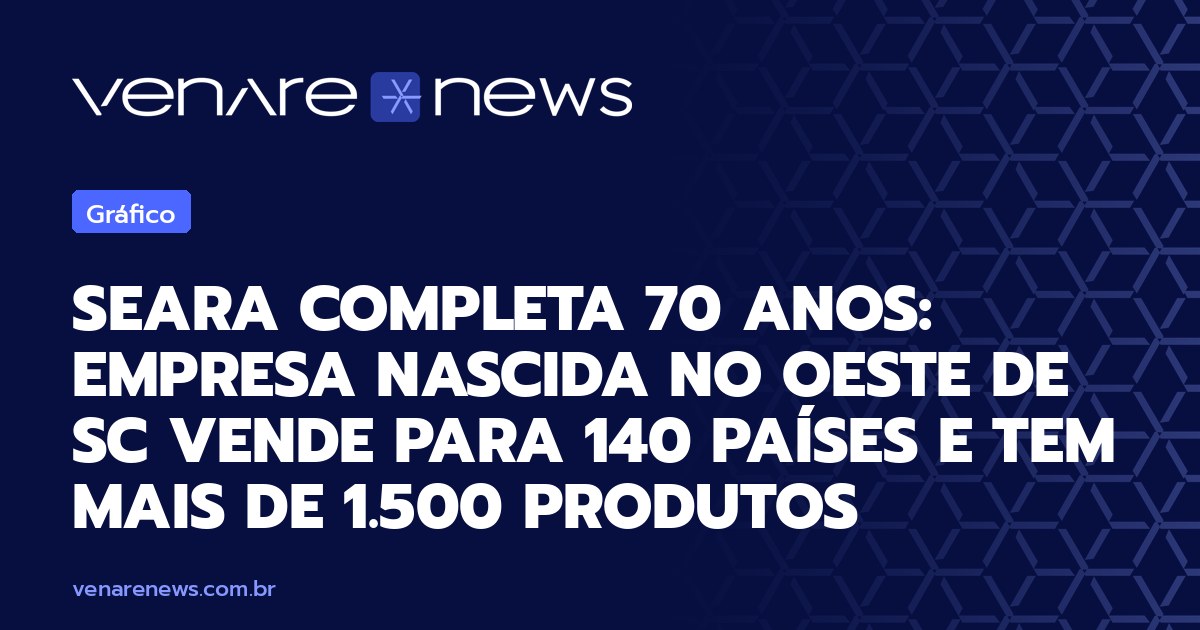 venare news
Gráfico
SEARA COMPLETA 70 ANOS:
EMPRESA NASCIDA NO OESTE DE
SC VENDE PARA 140 PAÍSES E TEM
MAIS DE 1.500 PRODUTOS
venarenews.com.br